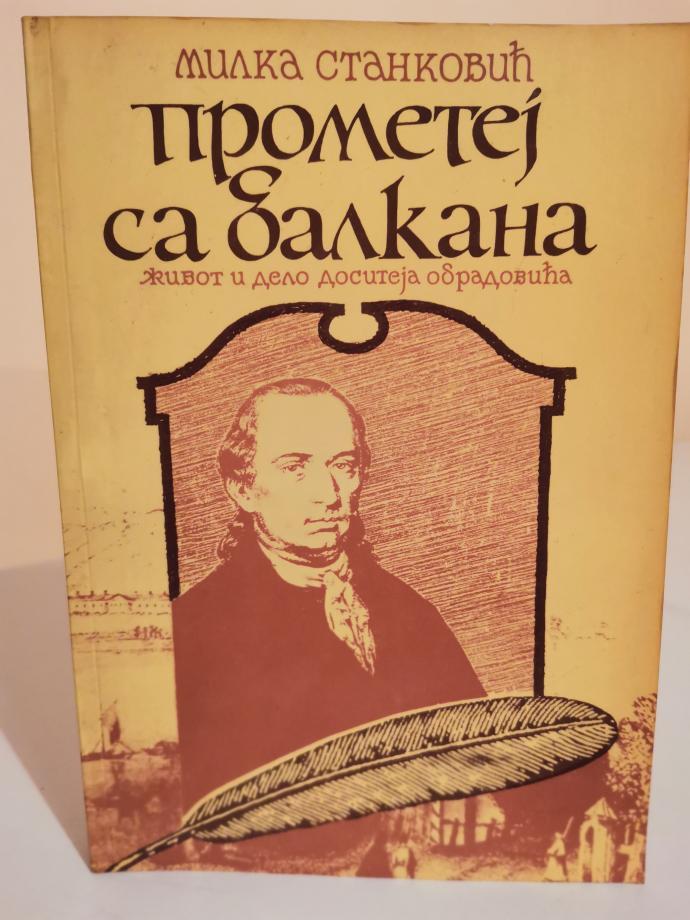 Милка Станковић
Прометеј
са Балкана
живот и дело Доситеја Обрадовића